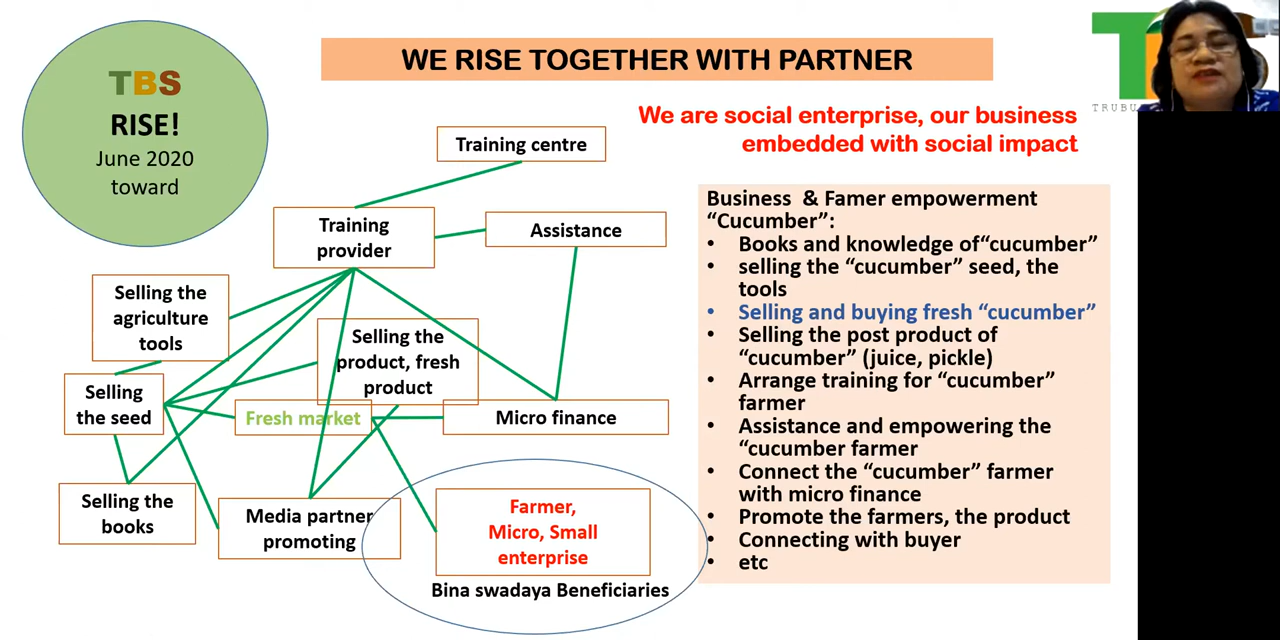 TBS
RISE!
June 2020
toward
WE RISE TOGETHER WITH PARTNER
We are social enterprise, our business
embedded with social impact
Training centre
Training
provider
Assistance
Selling the
agriculture
tools
Selling the
product, fresh
product
Selling
the seed
Fresh market
Micro finance
Selling the
books
Media partner
promoting
Farmer,
Micro, Small
enterprise
Bina swadaya Beneficiaries
Business & Famer empowerment
“Cucumber”:
• Books and knowledge of“cucumber”
• selling the “cucumber” seed, the
tools
• Selling and buying fresh “cucumber”
• Selling the post product of
“cucumber” (juice, pickle)
• Arrange training for “cucumber”
farmer
• Assistance and empowering the
“cucumber farmer
• Connect the “cucumber” farmer
with micro finance
• Promote the farmers, the product
• Connecting with buyer
• etc